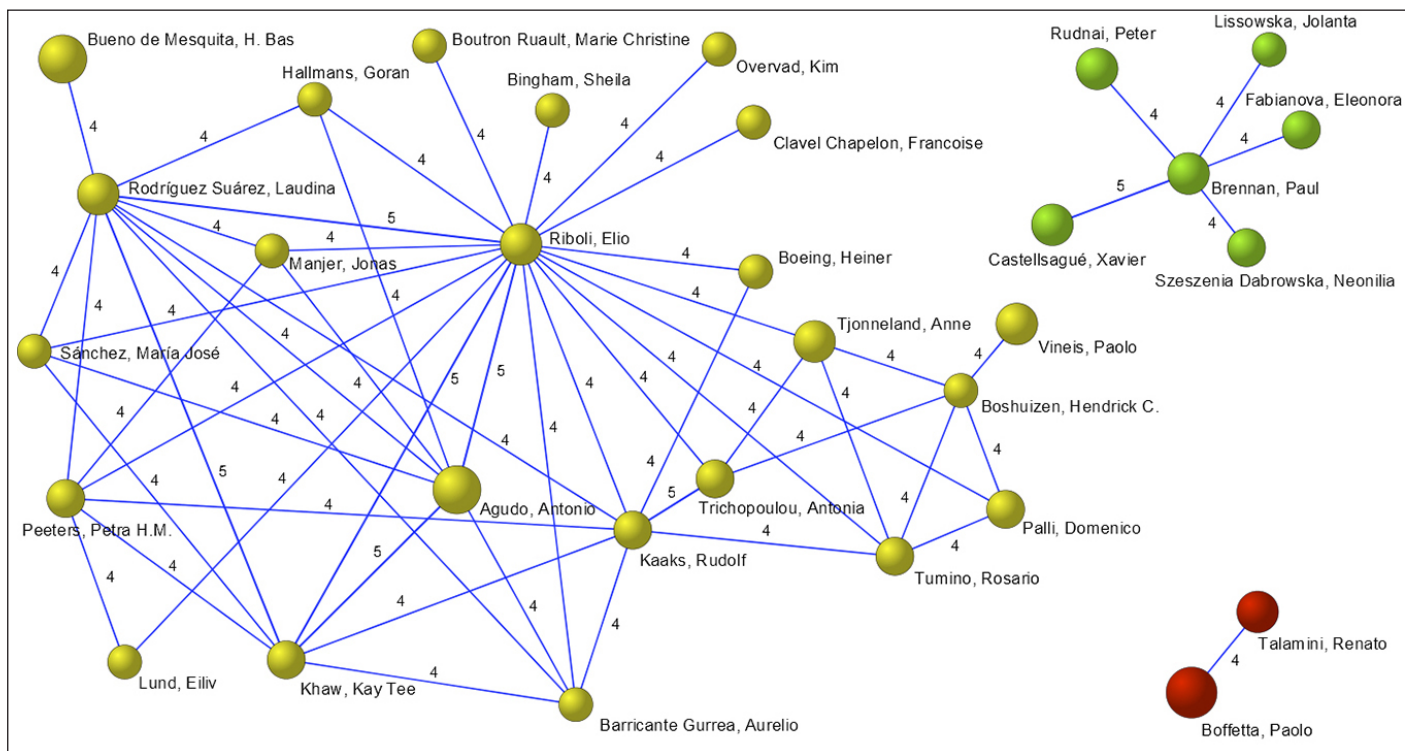 Bueno de Mesquita, H. Bas
Boutron Ruault, Marie Christine
Hallmans, Goran
Bingham, Sheila
Overvad, Kim
Rudnai, Peter
Lissowska, Jolanta
Fabianova, Eleonora
Clavel Chapelon, Francoise
4
4
4
4
4
4
4
4
4
4
Rodríguez Suárez, Laudina
Brennan, Paul
5
5
4
4
4
Riboli, Elio
Manjer, Jonas
Boeing, Heiner
4
Castellsagué, Xavier
Szeszenia Dabrowska, Neonilia
4
4
4
4
4
Tjonneland, Anne
Vineis, Paolo
Sánchez, María José
4
4
4
4
4
5
5
4
4
4
4
Boshuizen, Hendrick C.
4
4
4
4
4
4
4
4
4
4
5
4
4
4
5
4
Agudo, Antonio
Trichopoulou, Antonia
Palli, Domenico
Peeters, Petra H.M.
4
4
4
Kaaks, Rudolf
Tumino, Rosario
4
4
5
4
4
4
Talamini, Renato
4
4
Lund, Eiliv
Khaw, Kay Tee
Barricante Gurrea, Aurelio
Boffetta, Paolo